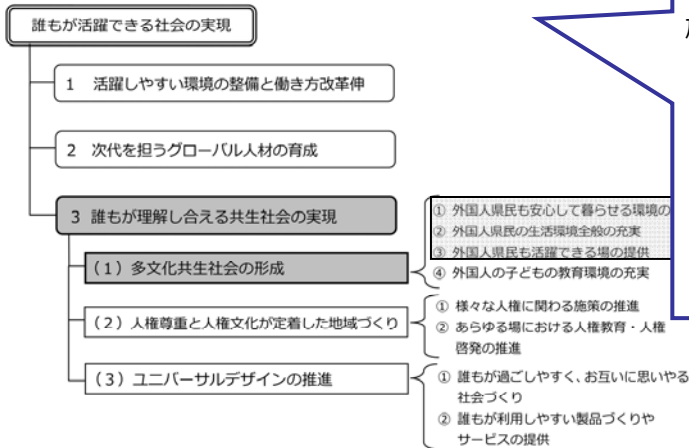 誰もが活躍できる社会の実現
1 活躍しやすい環境の整備と働き方改革伸
2 次代を担うグローバル人材の育成
3 誰もが理解し合える共生社会の実現
(1)多文化共生社会の形成
① 外国人県民も安心して暮らせる環境の
② 外国人県民の生活環境全般の充実
③ 外国人県民も活躍できる場の提供
④ 外国人の子どもの教育環境の充実
(2)人権尊重と人権文化が定着した地域づくり
① 様々な人権に関わる施策の推進
② あらゆる場における人権教育・人権
啓発の推進
(3)ユニバーサルデザインの推進
① 誰もが過ごしやすく、お互いに思いやる
社会づくり
② 誰もが利用しやすい製品づくりや
サービスの提供